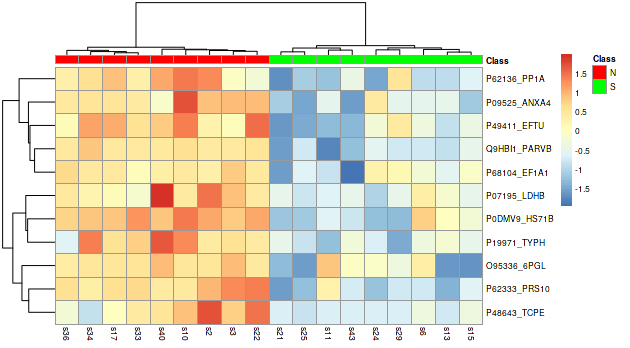 Class
P62136_PP1A
P09525_ANXA4
P49411_EFTU
Q9HBI1_PARVB
P68104_EF1A1
P07195_LDHB
P0DMV9_HS71B
P19971_TYPH
O95336_6PGL
P62333_PRS10
P48643_TCPE
s36 s34 s17 s33 s40 s10 s2 s3 s22 s21 s25 s11 s43 s24 s29 s6 s13 s15
1.5
1
0.5
0
-0.5
-1
-1.5
Class
N
S